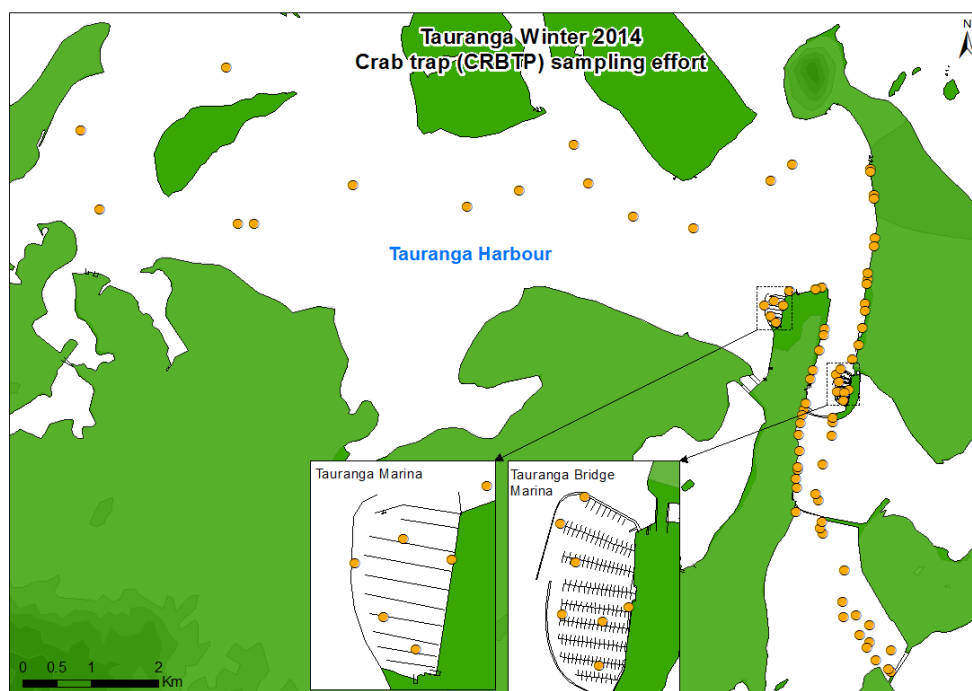 Tauranga Winter 2014
Crab trap (CRBTP) sampling effort
N
Tauranga Harbour
Tauranga Marina
Tauranga Bridge
Marina
0 0.5 1 2
Km